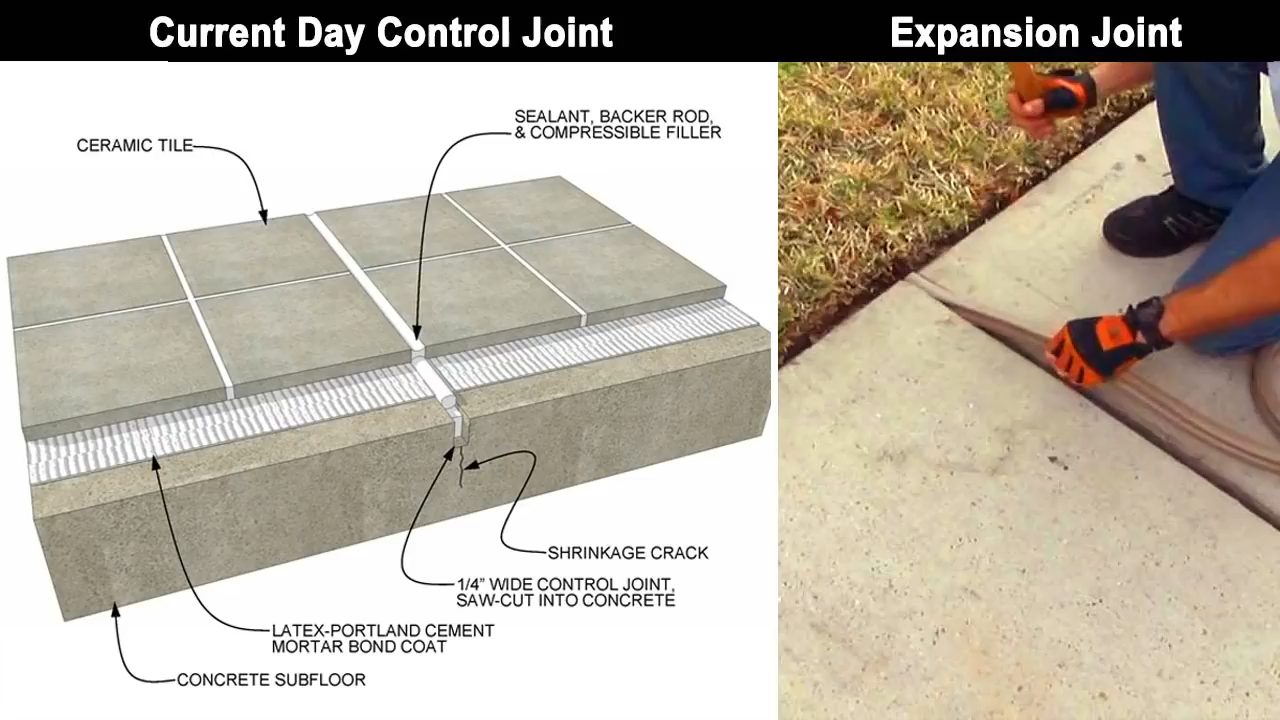 Current Day Control Joint
Expansion Joint
CERAMIC TILE
SEALANT, BACKER ROD,
& COMPRESSIBLE FILLER
SHRINKAGE CRACK
1/4" WIDE CONTROL JOINT,
SAW-CUT INTO CONCRETE
LATEX-PORTLAND CEMENT
MORTAR BOND COAT
CONCRETE SUBFLOOR